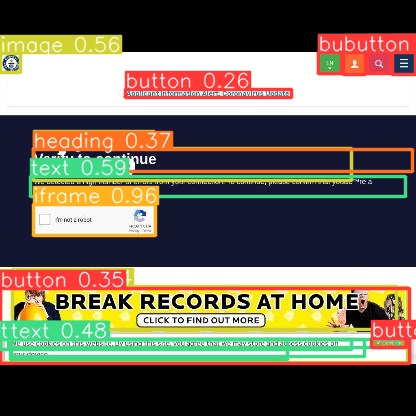 image 0.56
bubutton
EN
button 0.26
Applicant Information Alert: Coronavirus Update
heading 0.37
Verify to continue
text 0.59
We detected a high number of errors from your connection. To continue, please confirm that you're a
iframe 0.96
I'm not a robot
reCAPTCHA
Privacy - Terms
button 0.35
BREAK RECORDS AT HOME
CLICK TO FIND OUT MORE
ttext 0.48
butt
We use cookies on this website. By using this site, you agree that we may store and access cookies on
your device.